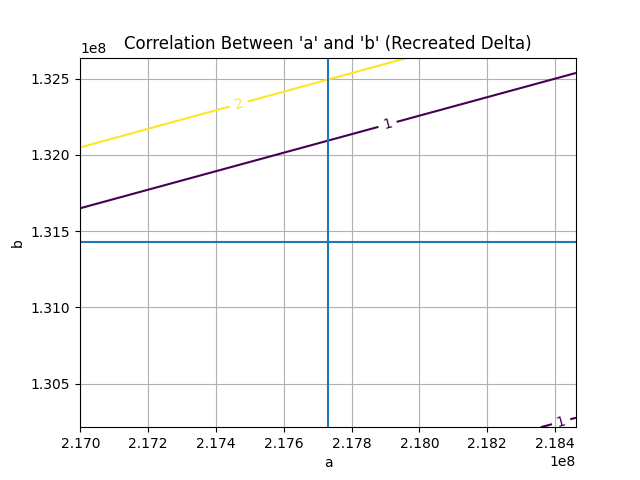 Correlation Between 'a' and 'b' (Recreated Delta)
1e8
1.325
2
1
1.320
1.315
b
1.310
1.305
1
2.170 2.172 2.174 2.176 2.178 2.180 2.182 2.184
a
1e8